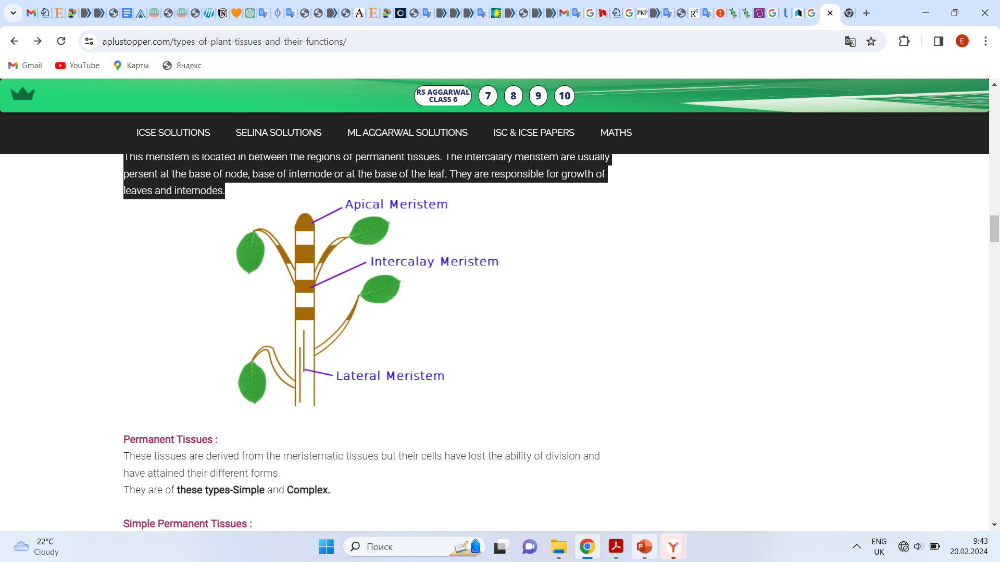 aplustopper.com/types-of-plant-tissues-and-their-functions/
E
Gmail
YouTube
Карты
Яндекс
RS AGGARWAL
CLASS 6
7
8
9
10
ICSE SOLUTIONS
SELINA SOLUTIONS
ML AGGARWAL SOLUTIONS
ISC & ICSE PAPERS
MATHS
This meristem is located in between the regions of permanent tissues. The intercalary meristem are usually
persent at the base of node, base of internode or at the base of the leaf. They are responsible for growth of
leaves and internodes.
Apical Meristem
Intercalay Meristem
Lateral Meristem
Permanent Tissues :
These tissues are derived from the meristematic tissues but their cells have lost the ability of division and
have attained their different forms.
They are of these types-Simple and Complex.
Simple Permanent Tissues :
-22°C
Cloudy
Поиск
ENG
UK
9:43
20.02.2024